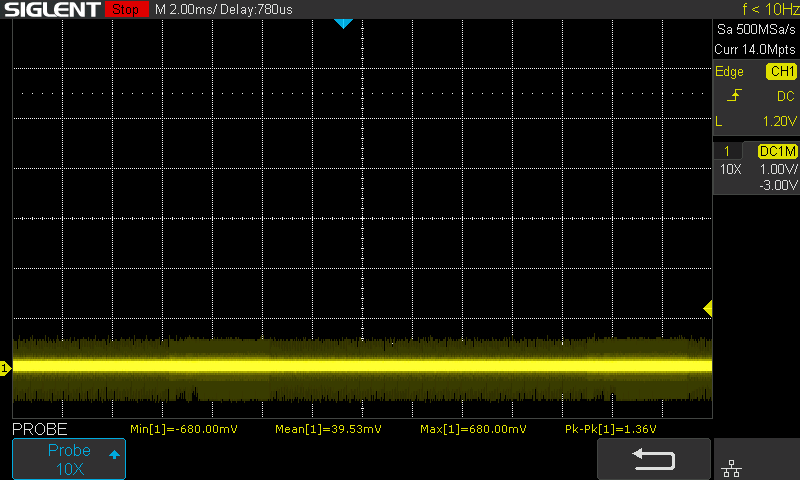 SIGLENT Stop M 2.00ms/ Delay:780us f < 10Hz
Sa 500MSa/s
Curr 14.0Mpts
Edge CH1
DC
L 1.20V
1 DC1M
10X 1.00V/
-3.00V
1
PROBE Min[1]=-680.00mV Mean[1]=39.53mV Max[1]=680.00mV Pk-Pk[1]=1.36V
Probe
10X